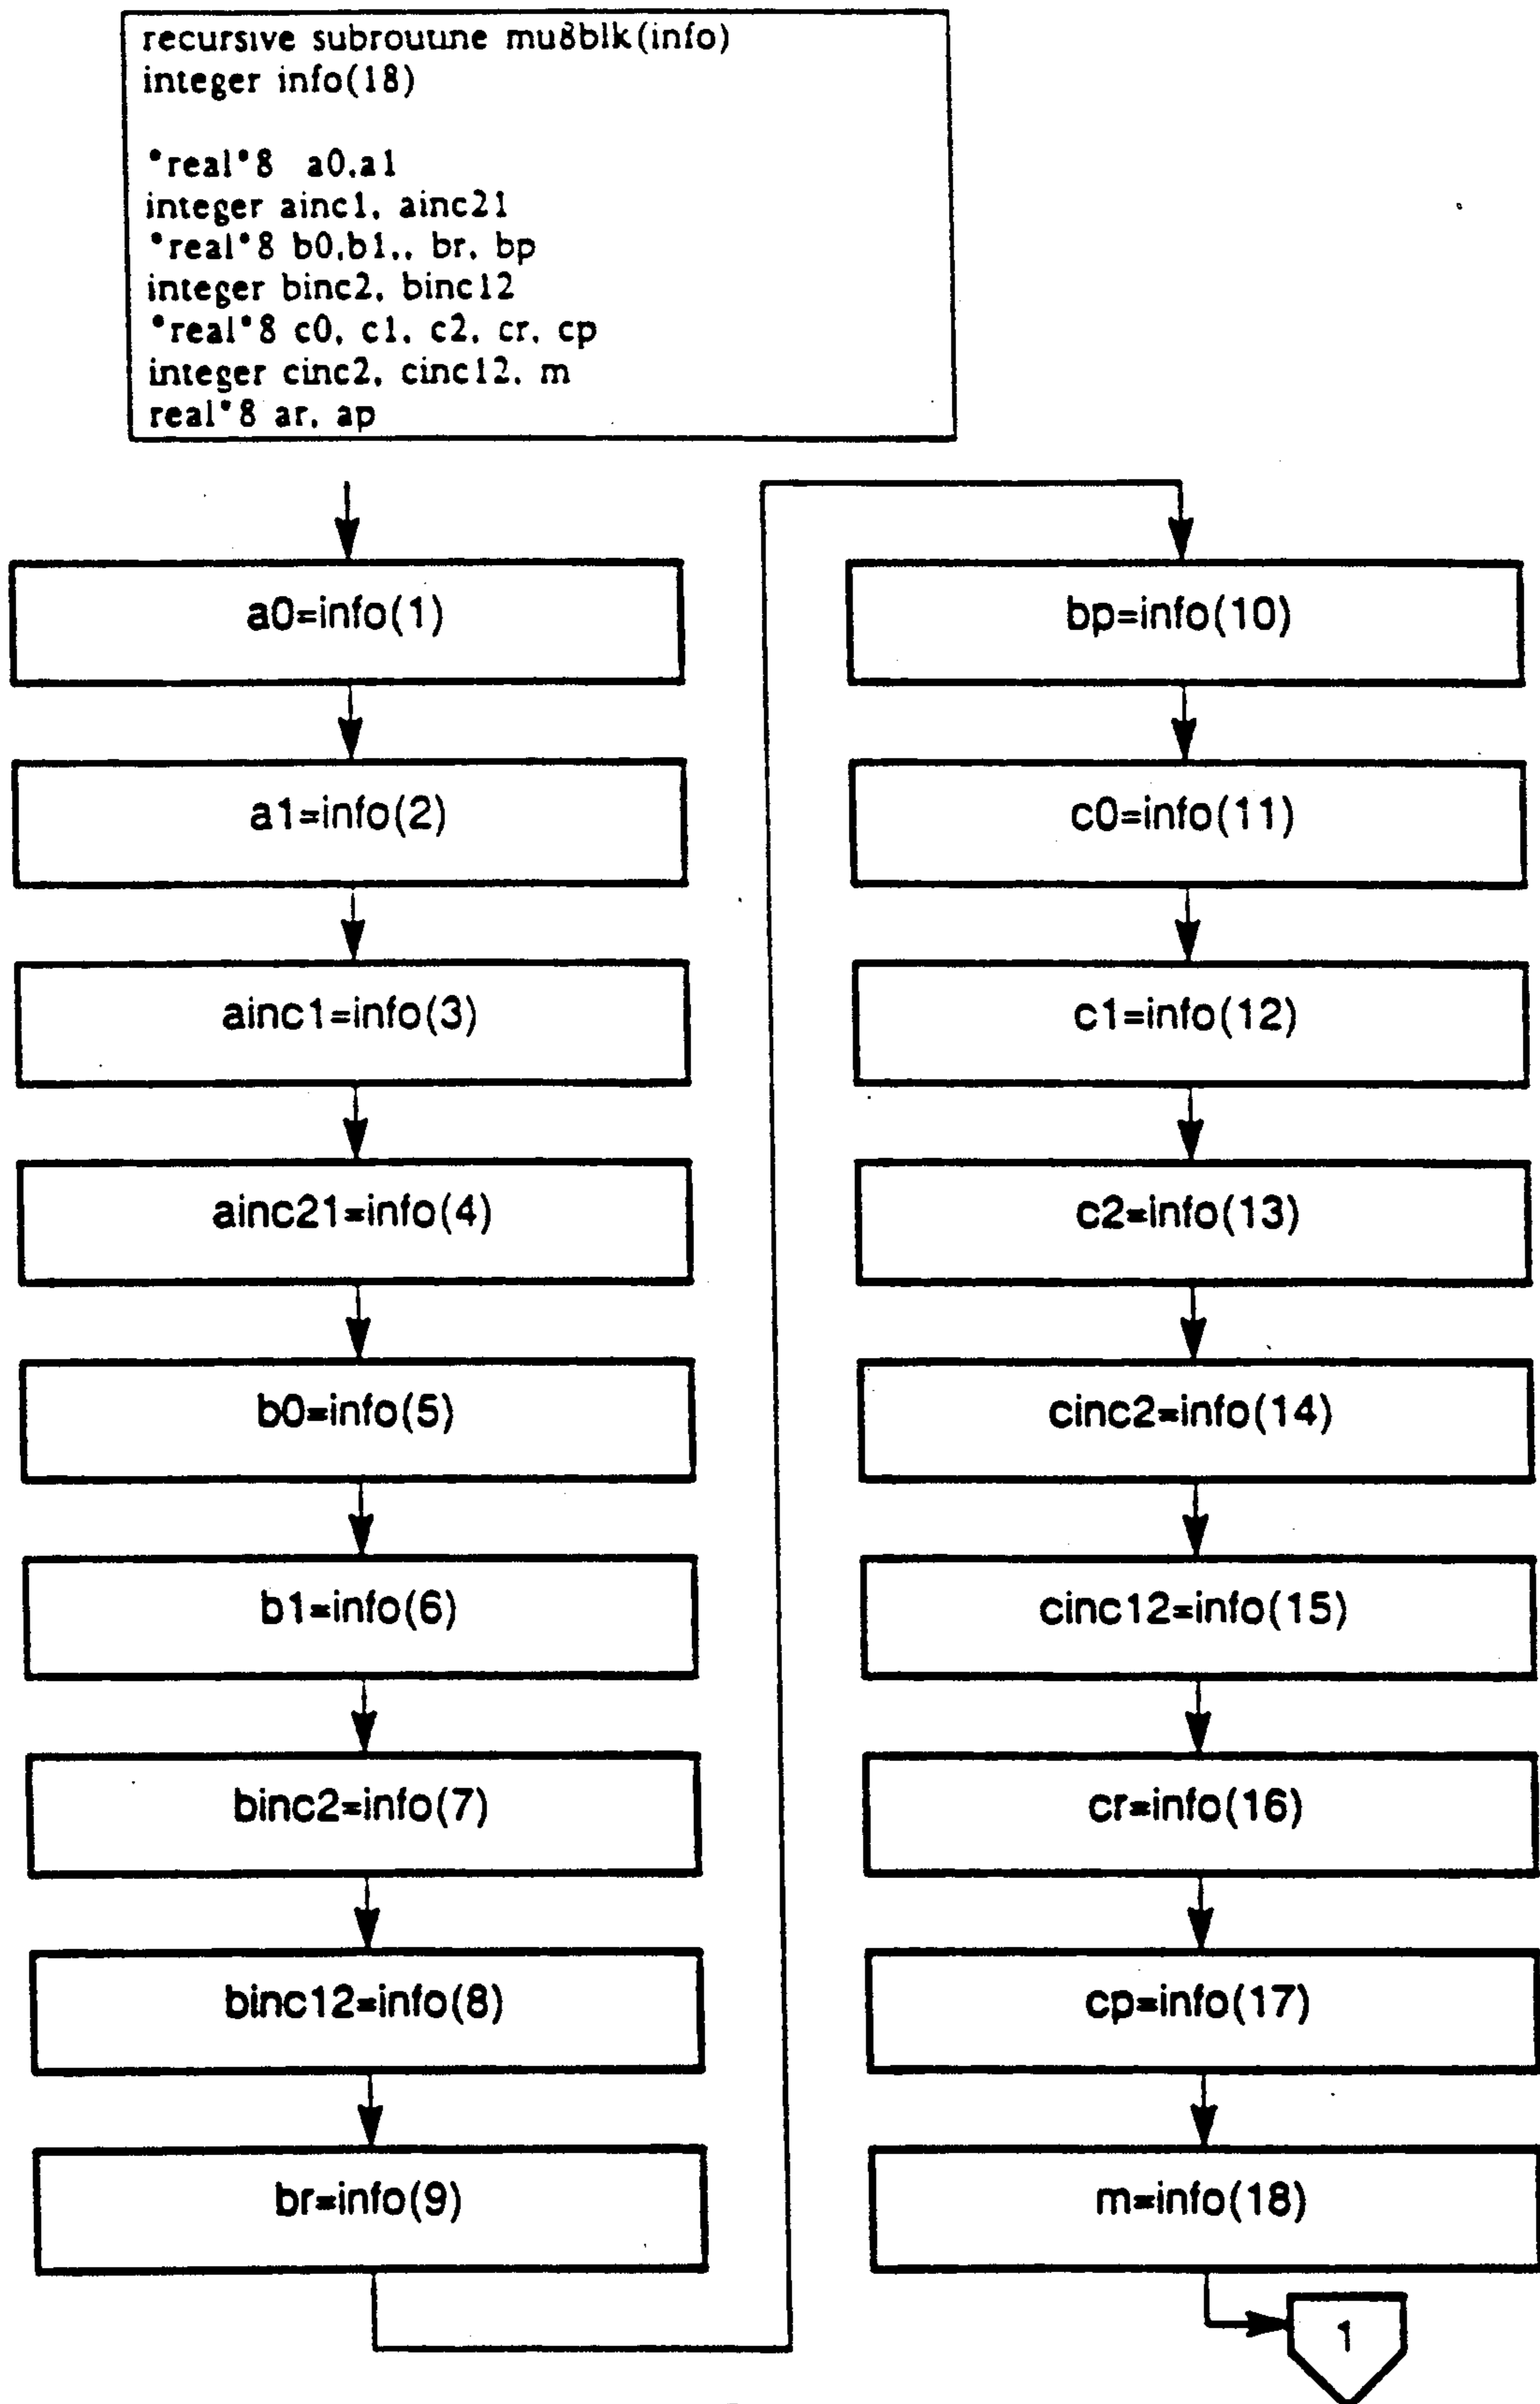 recursive subroutine mu8blk(info)
integer info(18)
*real*8 a0,a1
integer ainc1, ainc21
*real*8 b0,b1,, br, bp
integer binc2, binc12
*real*8 c0, c1, c2, cr, cp
integer cinc2, cinc12, m
real*8 ar, ap
a0=info(1)
a1=info(2)
ainc1=info(3)
ainc21=info(4)
b0=info(5)
b1=info(6)
binc2=info(7)
binc12=info(8)
br=info(9)
bp=info(10)
c0=info(11)
c1=info(12)
c2=info(13)
cinc2=info(14)
cinc12=info(15)
cr=info(16)
cp=info(17)
m=info(18)
1